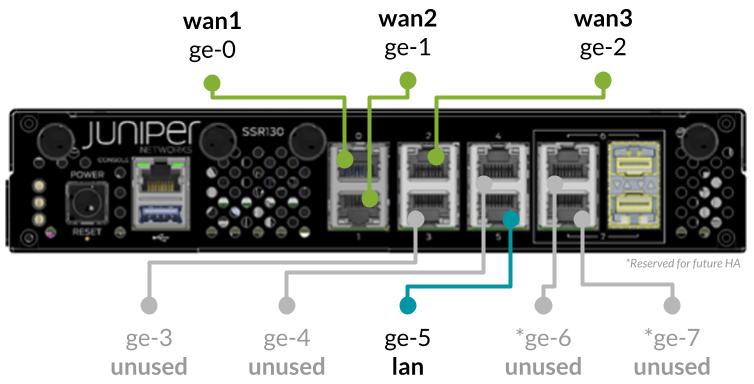 wan1
ge-0
wan2
ge-1
wan3
ge-2
JUNIPER
NETWORKS
SSR130
CONSOLE
POWER
RESET
0
2
4
6
1
3
5
7
*Reserved for future HA
ge-3
unused
ge-4
unused
ge-5
lan
*ge-6
unused
*ge-7
unused